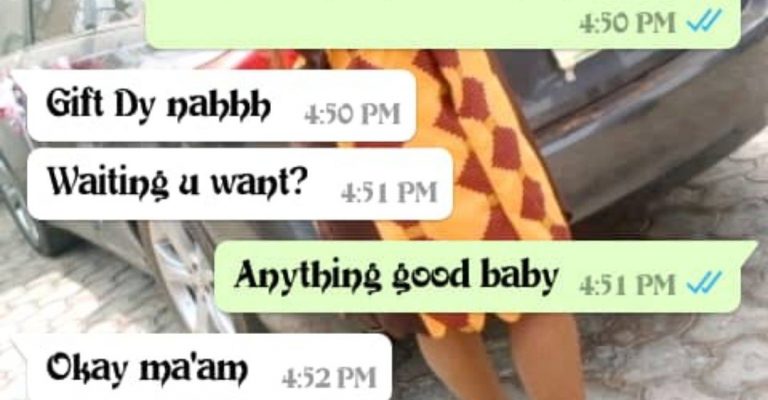 4:50 PM
Gift Dy nahhh 4:50 PM
Waiting u want? 4:51 PM
Anything good baby 4:51 PM
Okay ma'am 4:52 PM